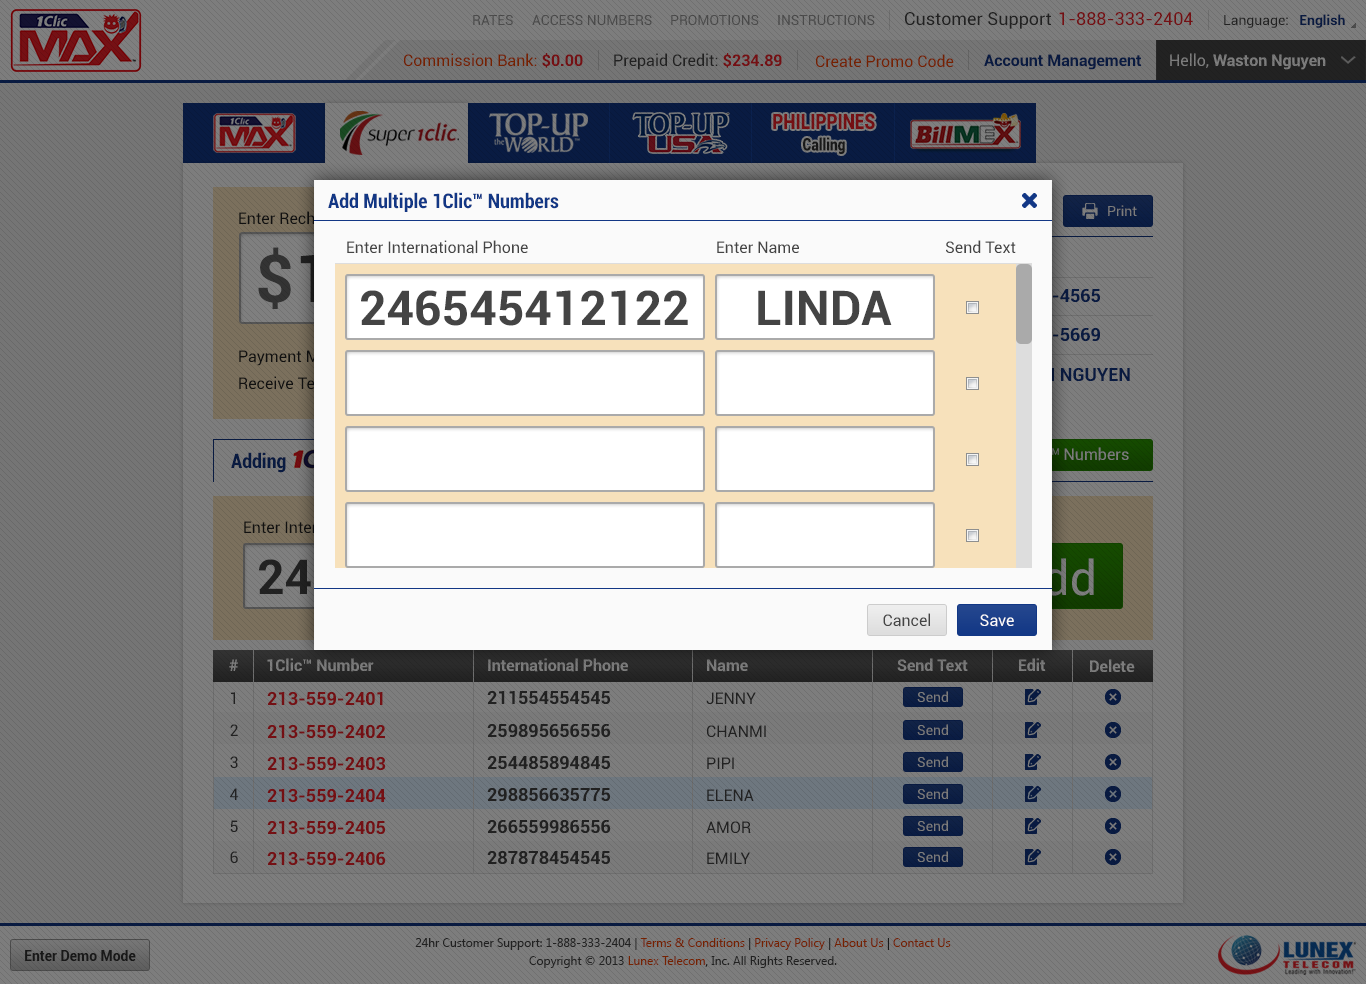 1Clic MAX
RATES ACCESS NUMBERS PROMOTIONS INSTRUCTIONS Customer Support 1-888-333-2404 Language: English
Commission Bank: $0.00 Prepaid Credit: $234.89 Create Promo Code Account Management Hello, Waston Nguyen
1Clic MAX super1clic. TOP-UP the WORLD™ TOP-UP USA PHILIPPINES Calling BillMEX
Add Multiple 1Clic™ Numbers
Print
Enter Rech
$1
Enter International Phone Enter Name Send Text
246545412122 LINDA
-4565
-5669
NGUYEN
Payment M
Receive Te
Adding 1C
™ Numbers
Enter Inter
24
dd
Cancel Save
# 1Clic™ Number International Phone Name Send Text Edit Delete
1 213-559-2401 211554554545 JENNY Send
2 213-559-2402 259895656556 CHANMI Send
3 213-559-2403 254485894845 PIPI Send
4 213-559-2404 298856635775 ELENA Send
5 213-559-2405 266559986556 AMOR Send
6 213-559-2406 287878454545 EMILY Send
Enter Demo Mode
24hr Customer Support: 1-888-333-2404 | Terms & Conditions | Privacy Policy | About Us | Contact Us
Copyright © 2013 Lunex Telecom, Inc. All Rights Reserved.
LUNEX
TELECOM
Leading with Innovation!